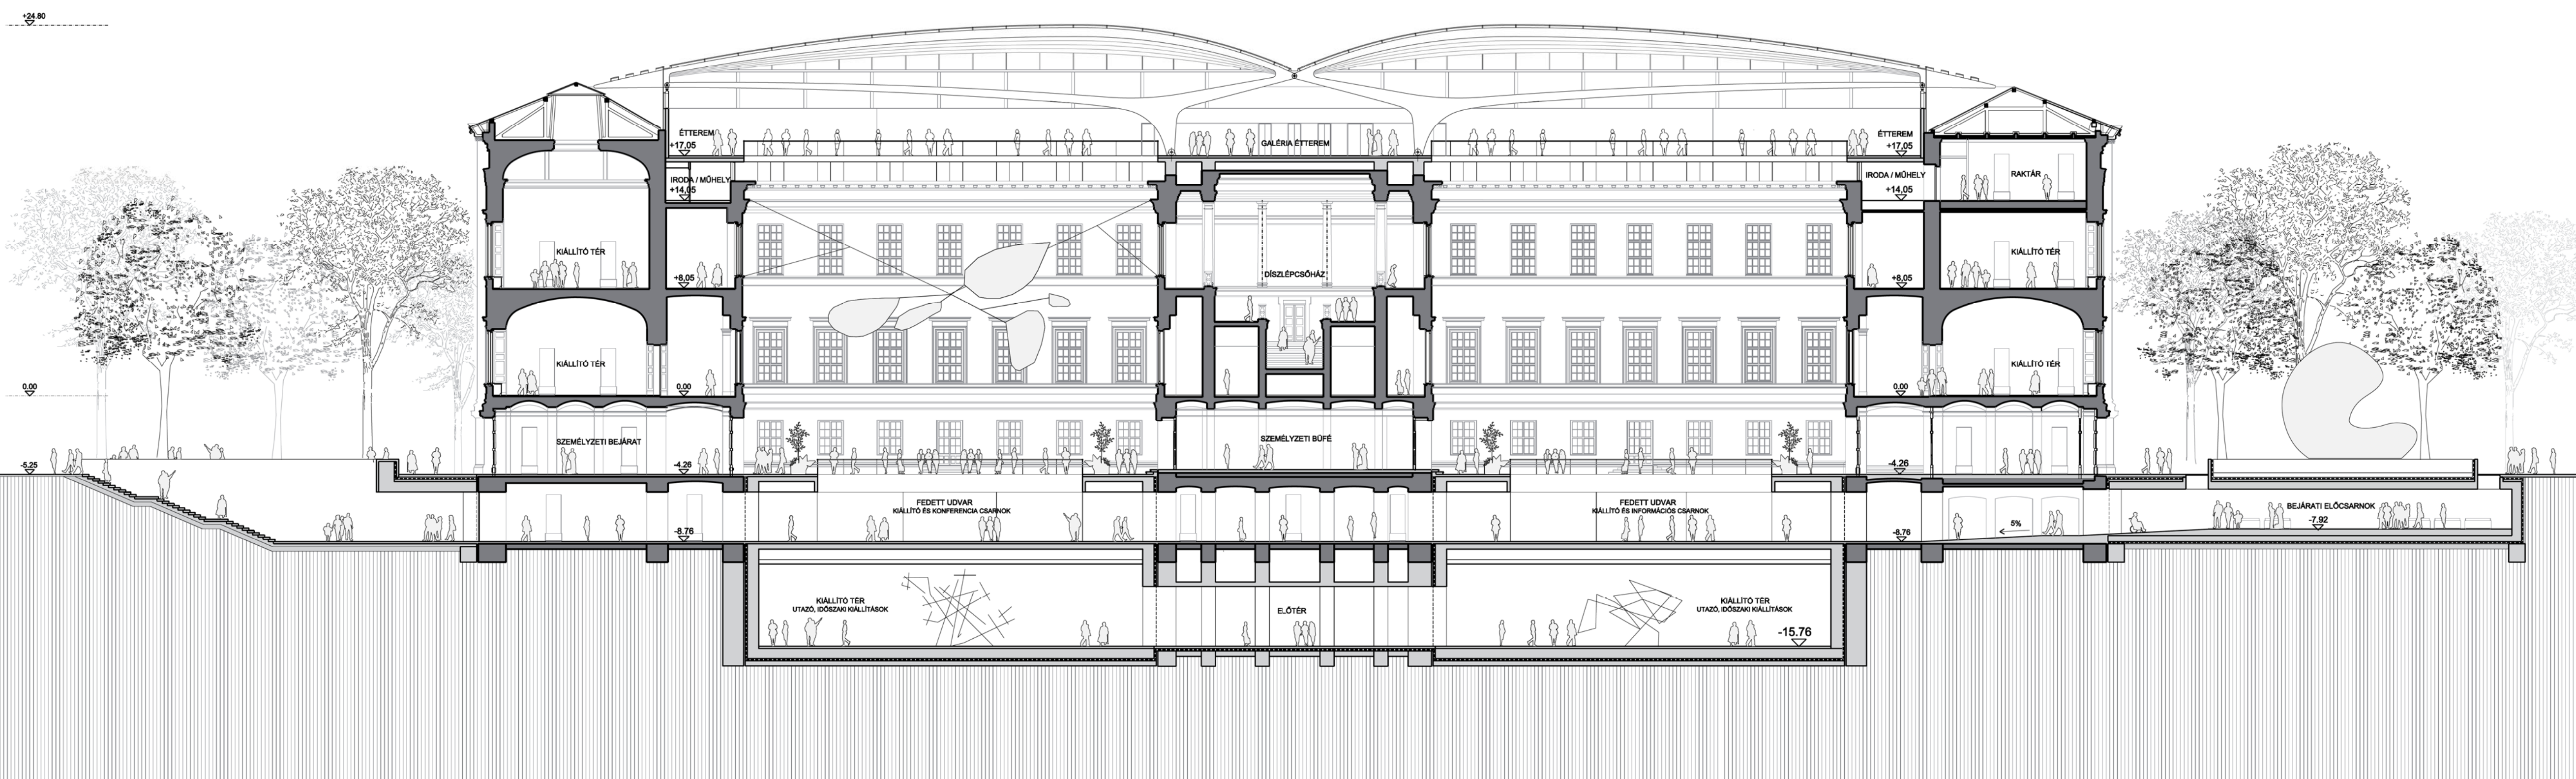 +24.80
ÉTTEREM
+17,05
GALÉRIA ÉTTEREM
ÉTTEREM
+17,05
IRODA / MŰHELY
+14,05
IRODA / MŰHELY
+14,05
RAKTÁR
KIÁLLÍTÓ TÉR
+8,05
DÍSZLÉPCSŐHÁZ
+8,05
KIÁLLÍTÓ TÉR
KIÁLLÍTÓ TÉR
KIÁLLÍTÓ TÉR
0.00
0.00
0.00
SZEMÉLYZETI BEJÁRAT
SZEMÉLYZETI BÜFÉ
-5.25
-4.26
-4.26
FEDETT UDVAR
KIÁLLÍTÓ ÉS KONFERENCIA CSARNOK
FEDETT UDVAR
KIÁLLÍTÓ ÉS INFORMÁCIÓS CSARNOK
BEJÁRATI ELŐCSARNOK
-7.92
5%
-8.76
-8.76
KIÁLLÍTÓ TÉR
UTAZÓ, IDŐSZAKI KIÁLLÍTÁSOK
ELŐTÉR
KIÁLLÍTÓ TÉR
UTAZÓ, IDŐSZAKI KIÁLLÍTÁSOK
-15.76